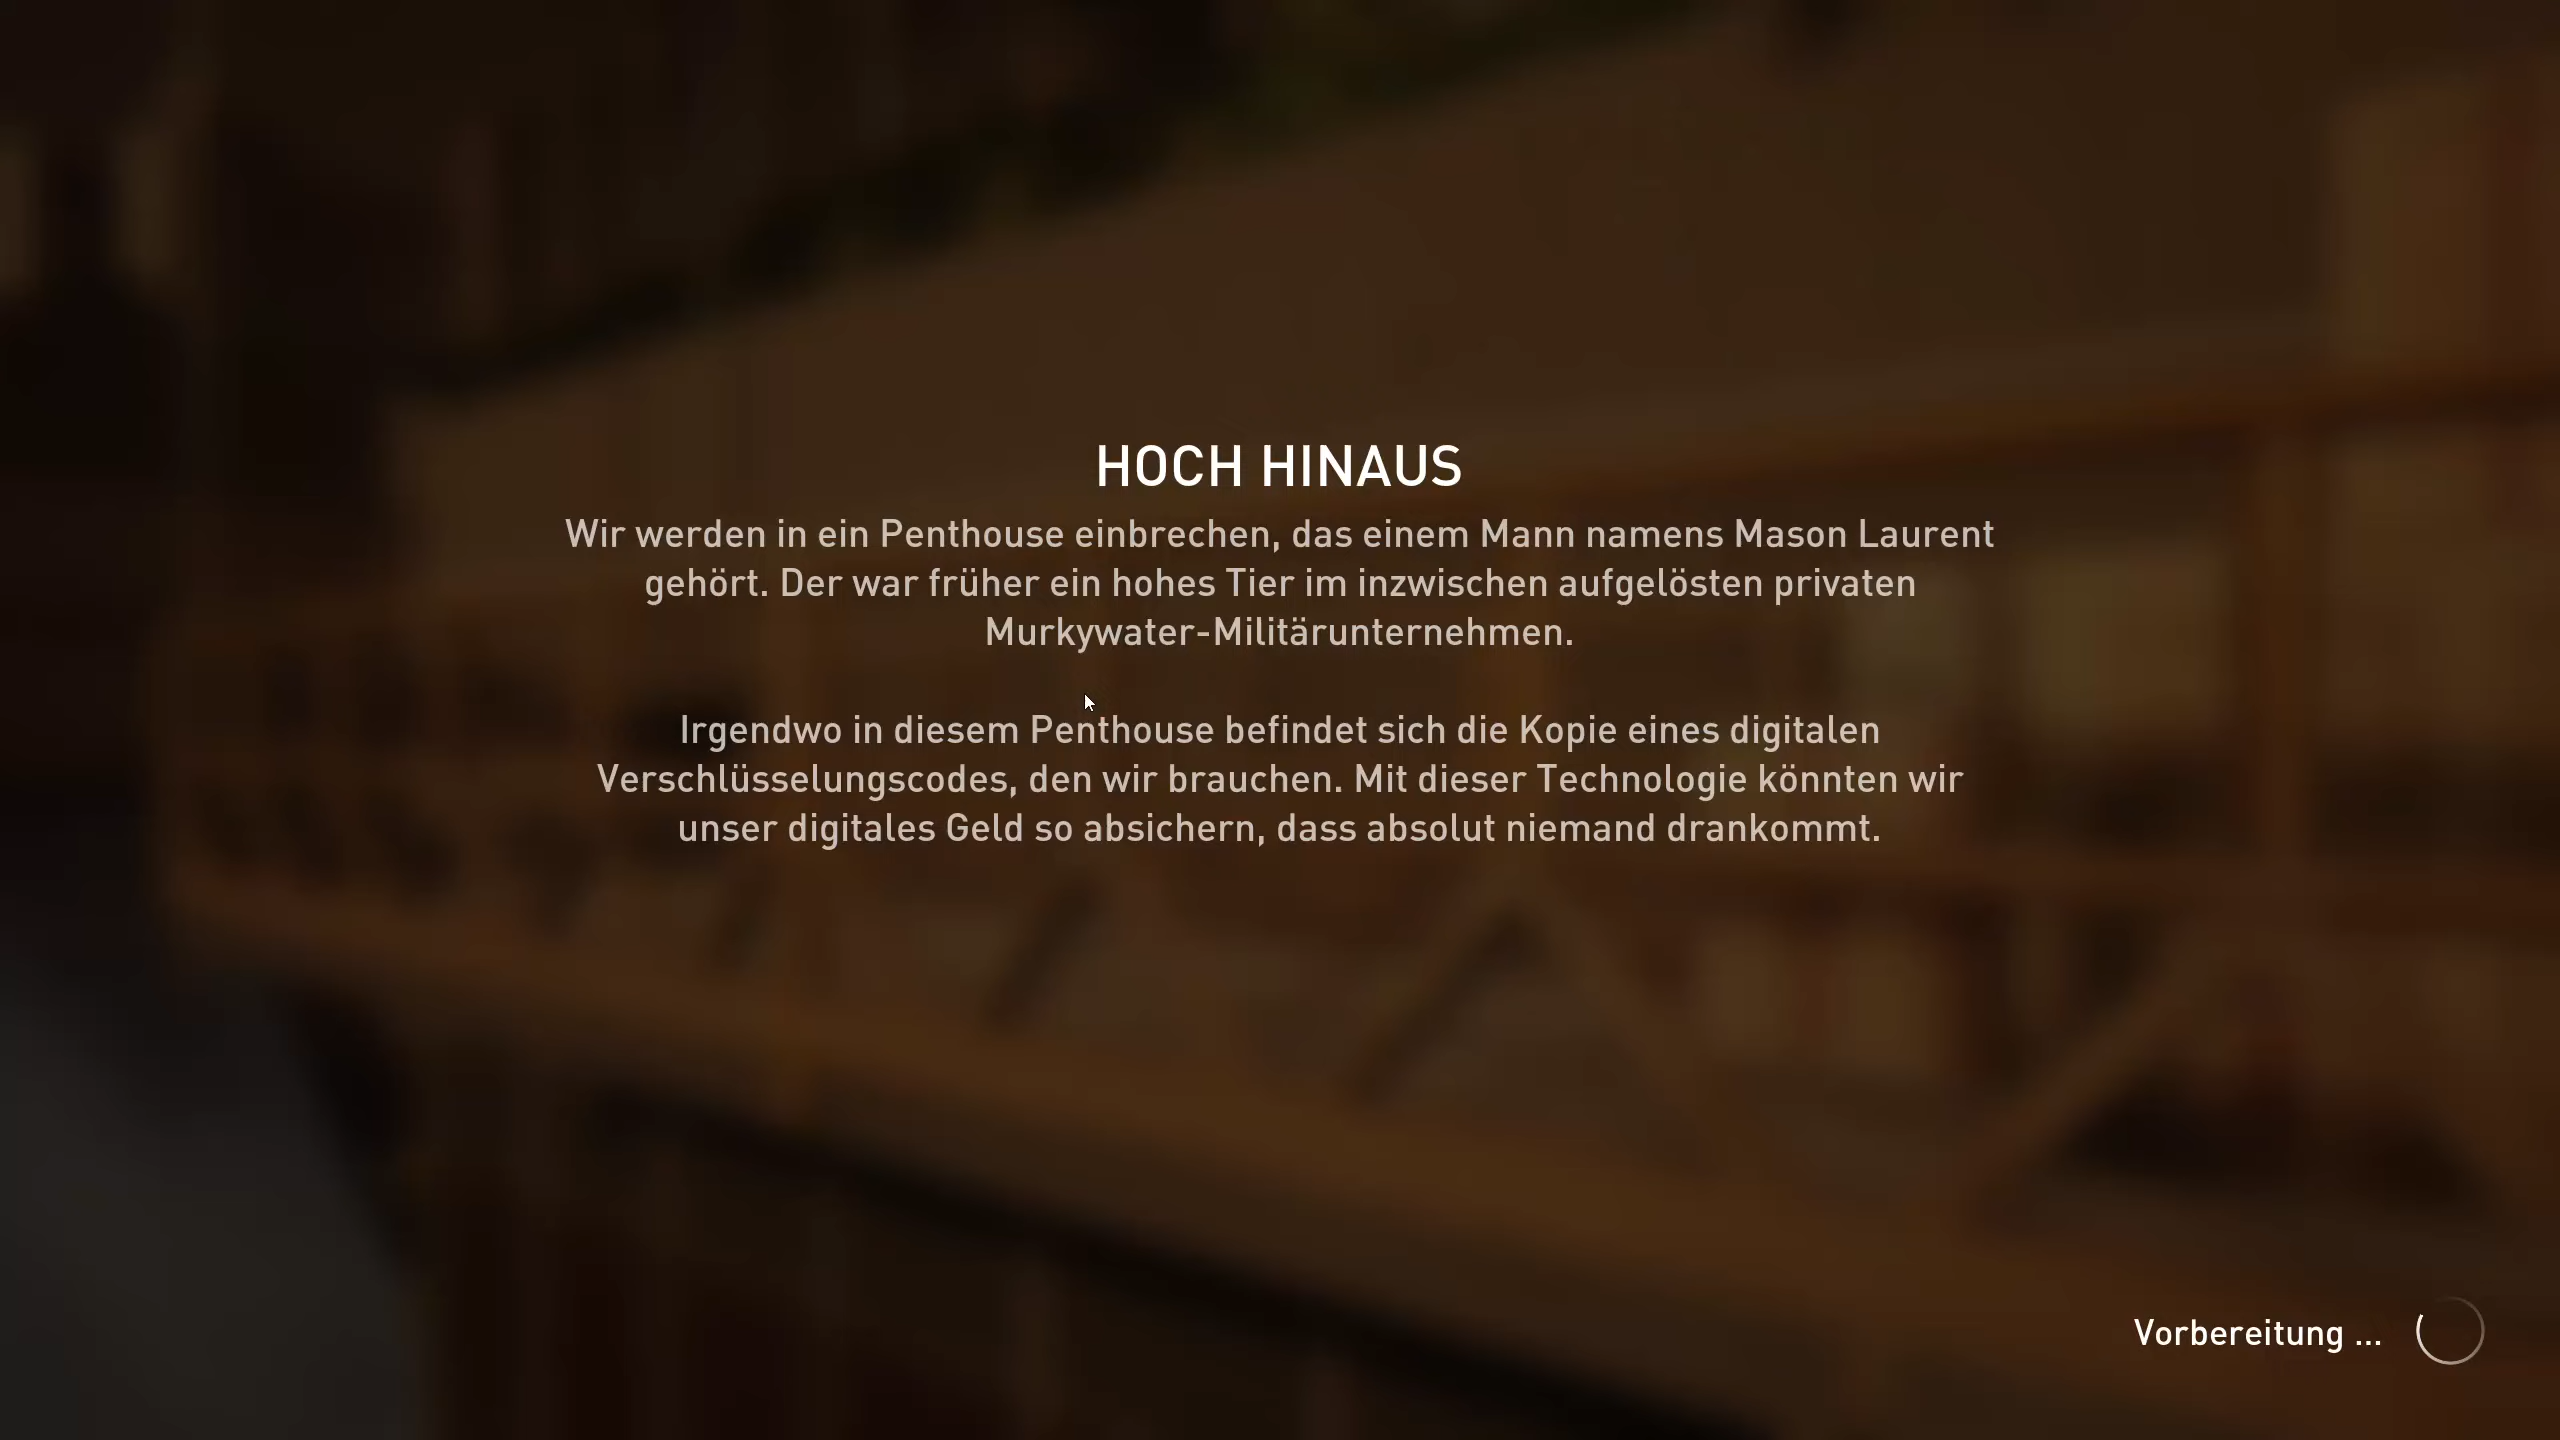 HOCH HINAUS
Wir werden in ein Penthouse einbrechen, das einem Mann namens Mason Laurent
gehört. Der war früher ein hohes Tier im inzwischen aufgelösten privaten
Murkywater-Militärunternehmen.
Irgendwo in diesem Penthouse befindet sich die Kopie eines digitalen
Verschlüsselungscodes, den wir brauchen. Mit dieser Technologie könnten wir
unser digitales Geld so absichern, dass absolut niemand drankommt.
Vorbereitung ...